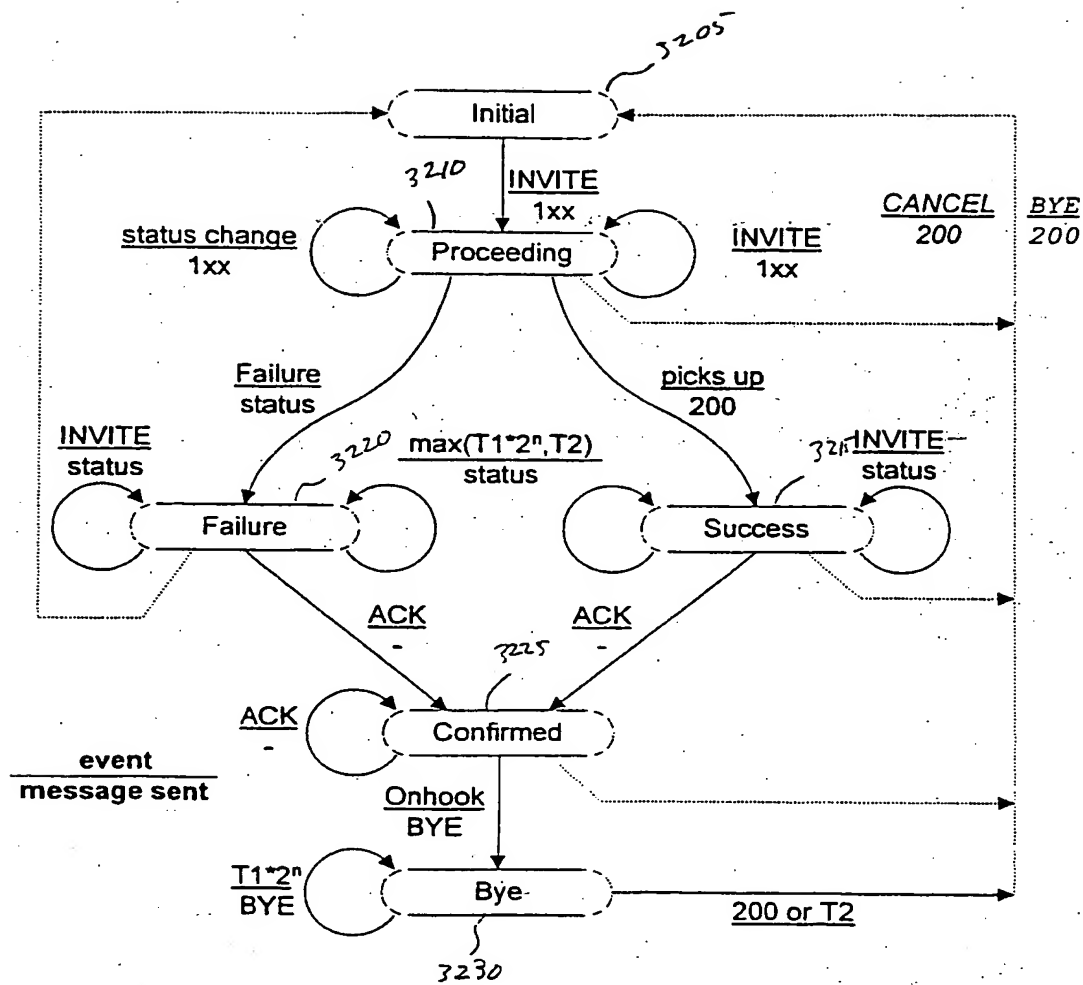 3205
Initial
3210
INVITE
1xx
CANCEL
200
BYE
200
status change
1xx
Proceeding
INVITE
1xx
Failure
status
picks up
200
INVITE
status
3220
max(T1*2ⁿ,T2)
status
3215
INVITE
status
Failure
Success
ACK
-
ACK
-
3225
ACK
-
Confirmed
event
message sent
Onhook
BYE
T1*2ⁿ
BYE
Bye
200 or T2
3230